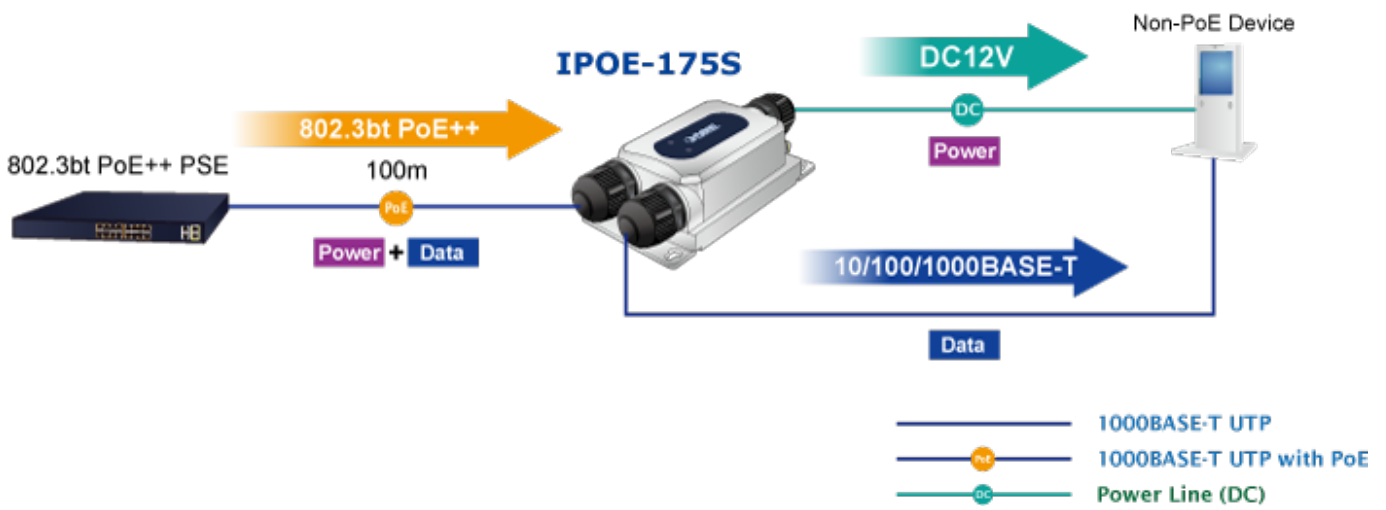 Non-PoE Device
IPOE-175S
DC12V
802.3bt PoE++
DC
802.3bt PoE++ PSE
100m
Power
PoE
Power + Data
10/100/1000BASE-T
Data
1000BASE-T UTP
PoE 1000BASE-T UTP with PoE
DC Power Line (DC)